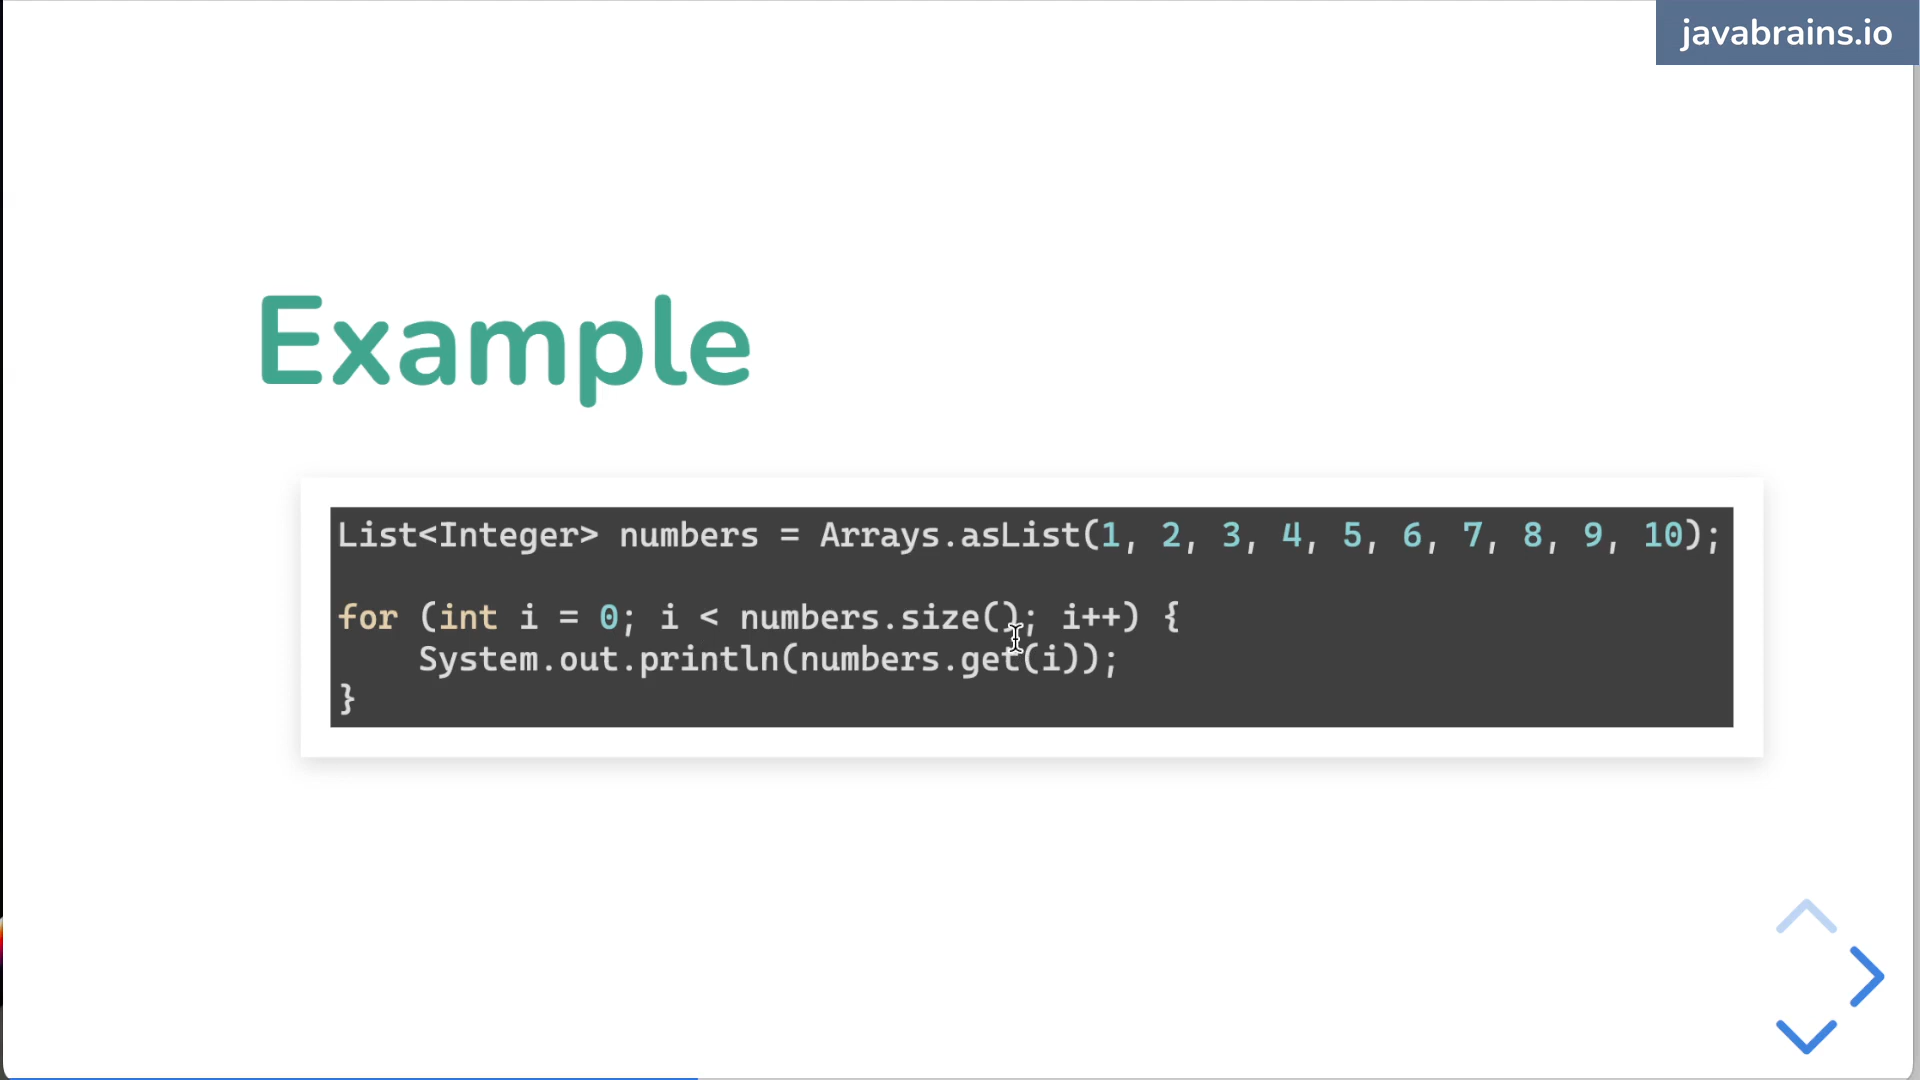 javabrains.io
Example
List<Integer> numbers = Arrays.asList(1, 2, 3, 4, 5, 6, 7, 8, 9, 10);
for (int i = 0; i < numbers.size(); i++) {
    System.out.println(numbers.get(i));
}